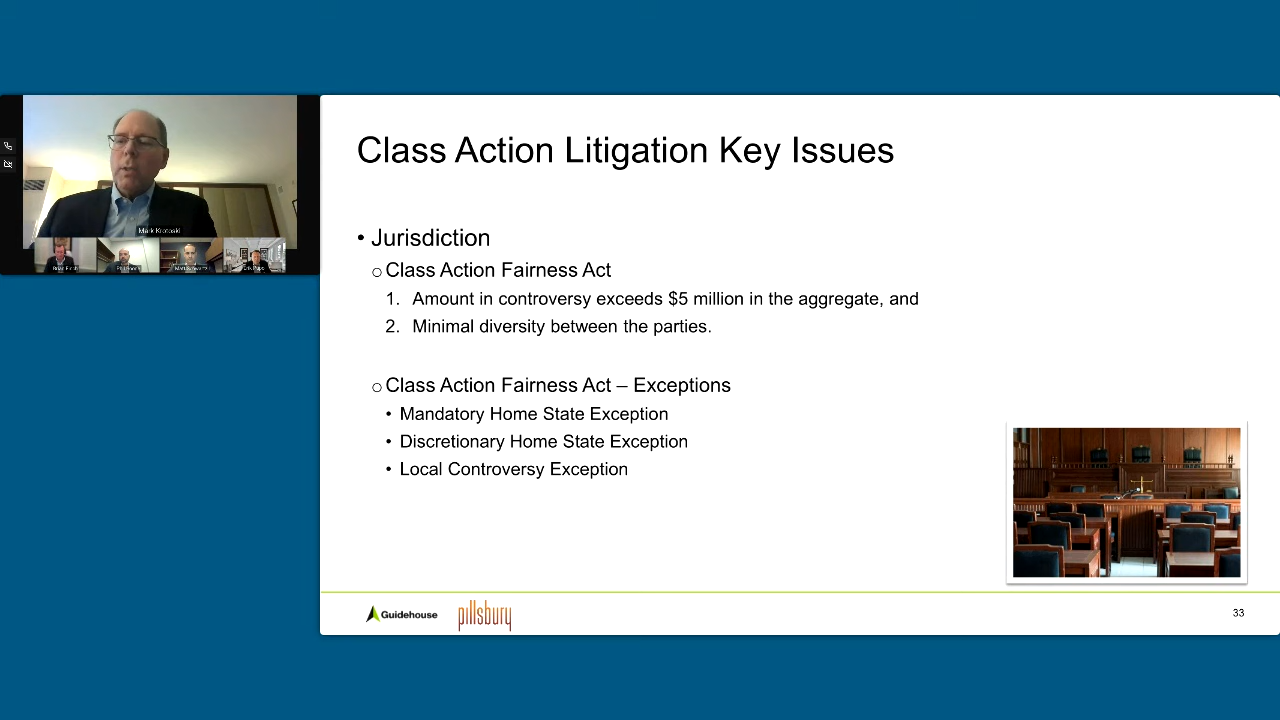 Mark Krotoski
Brian Finch
Class Action Litigation Key Issues
• Jurisdiction
o Class Action Fairness Act
1. Amount in controversy exceeds $5 million in the aggregate, and
2. Minimal diversity between the parties.
o Class Action Fairness Act – Exceptions
• Mandatory Home State Exception
• Discretionary Home State Exception
• Local Controversy Exception
Guidehouse
pillsbury
33